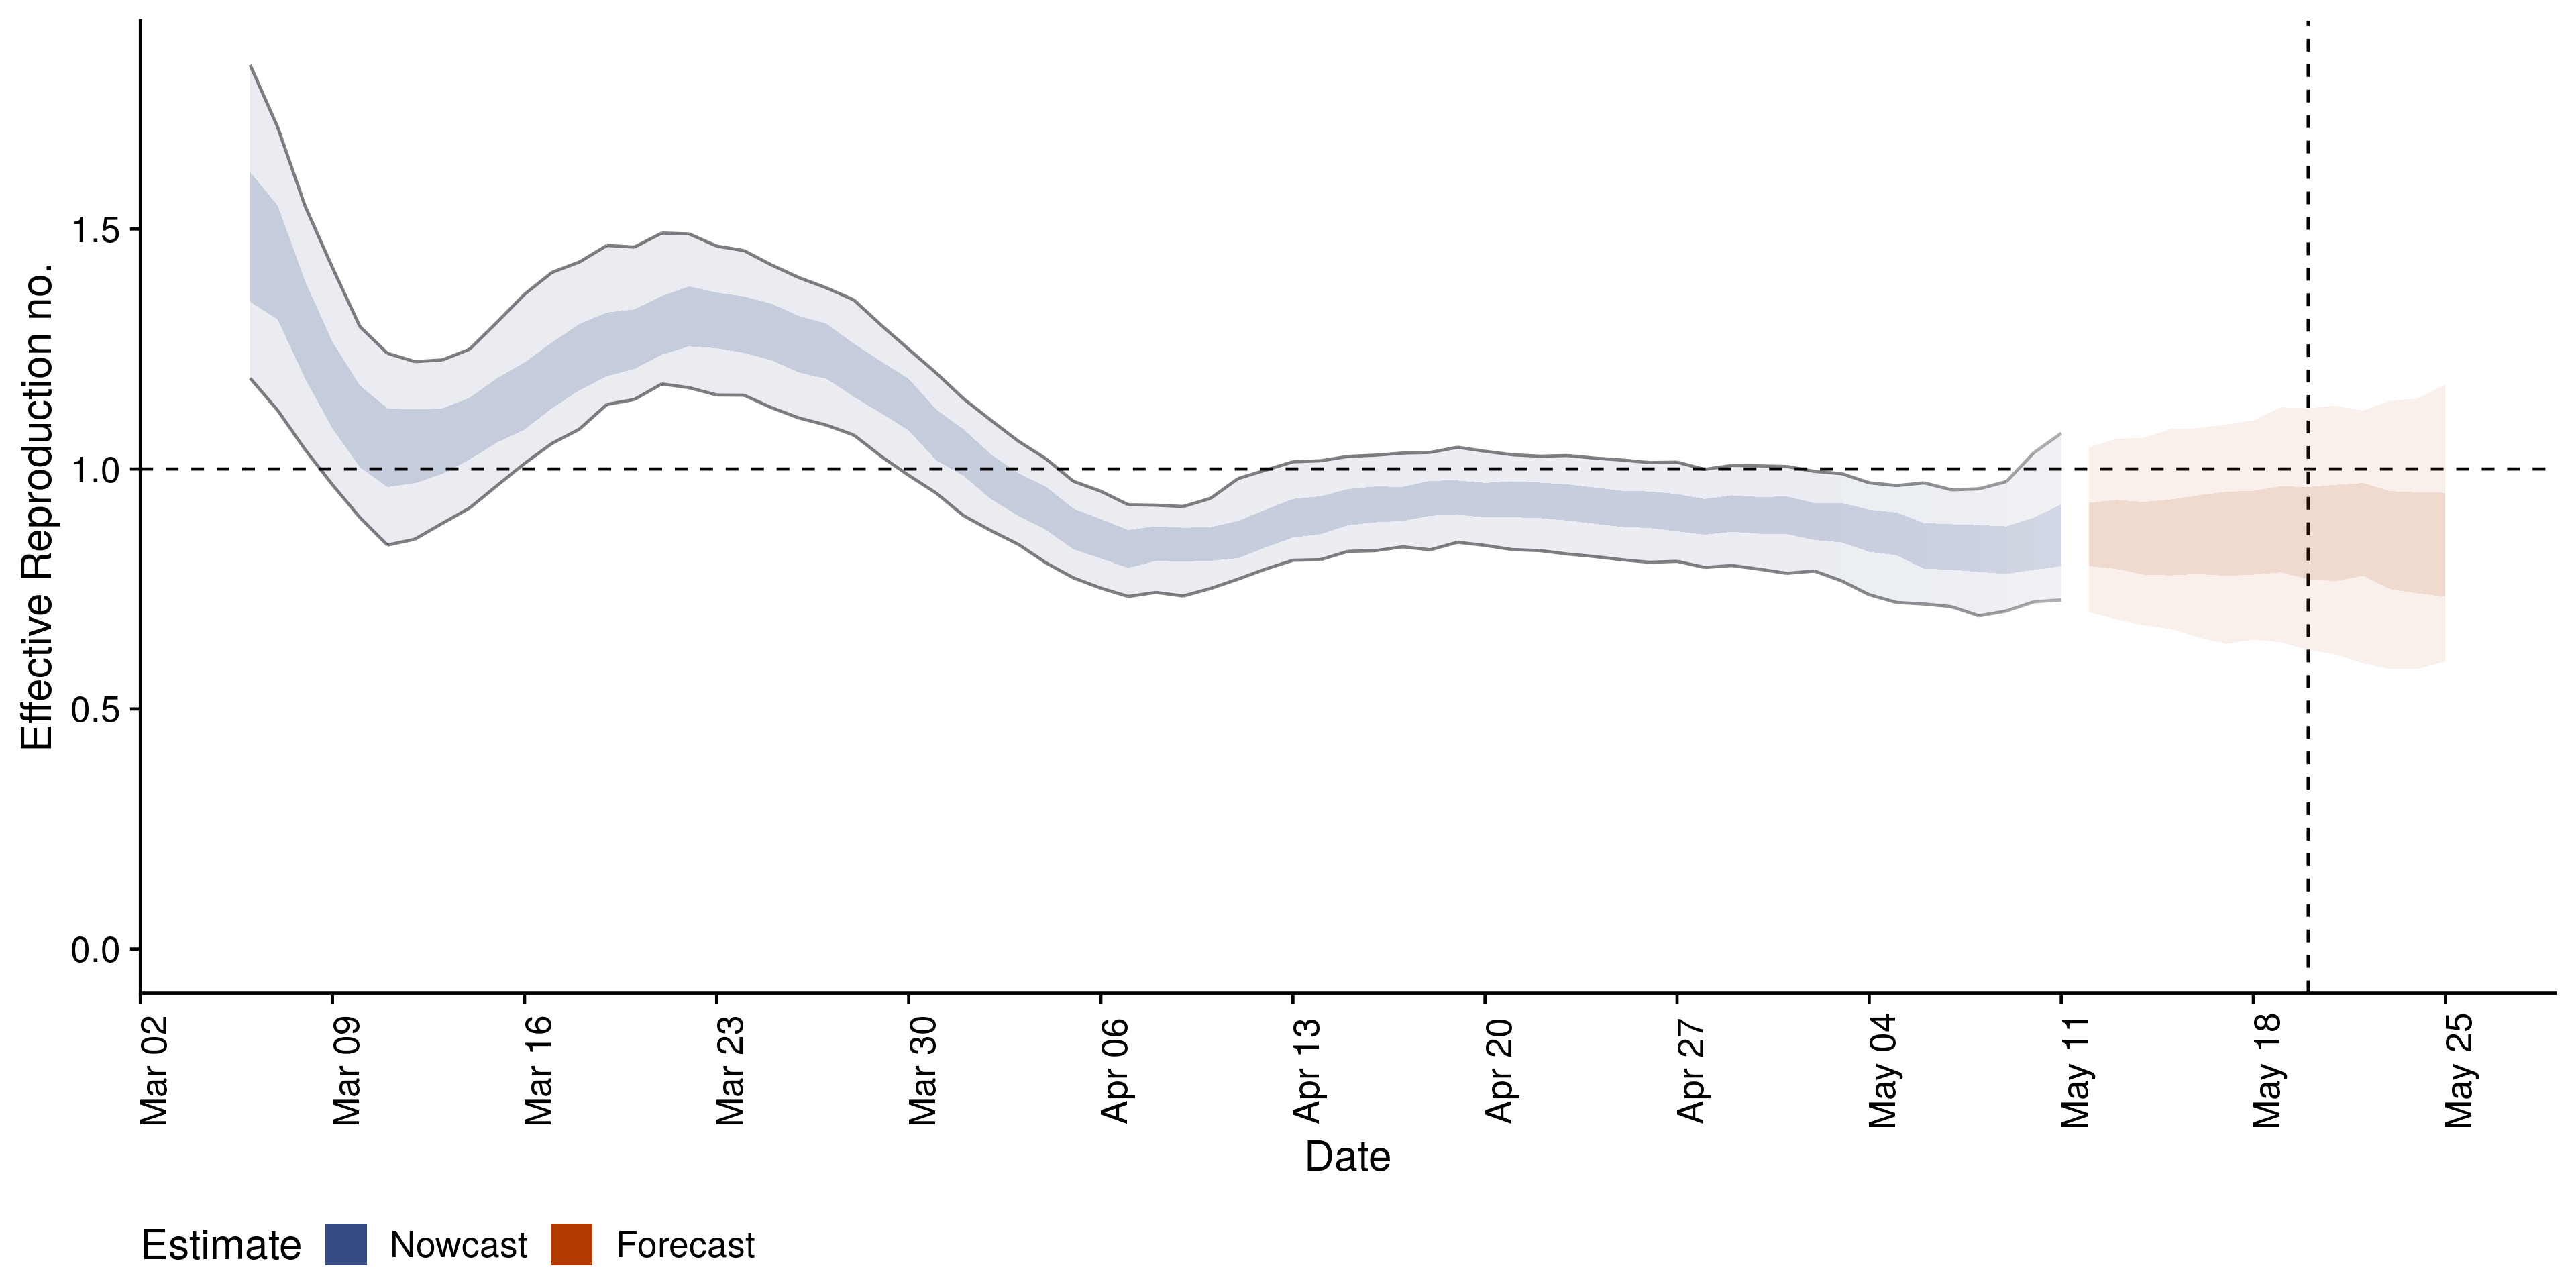 Effective Reproduction no.
1.5
1.0
0.5
0.0
Mar 02
Mar 09
Mar 16
Mar 23
Mar 30
Apr 06
Apr 13
Apr 20
Apr 27
May 04
May 11
May 18
May 25
Date
Estimate Nowcast Forecast